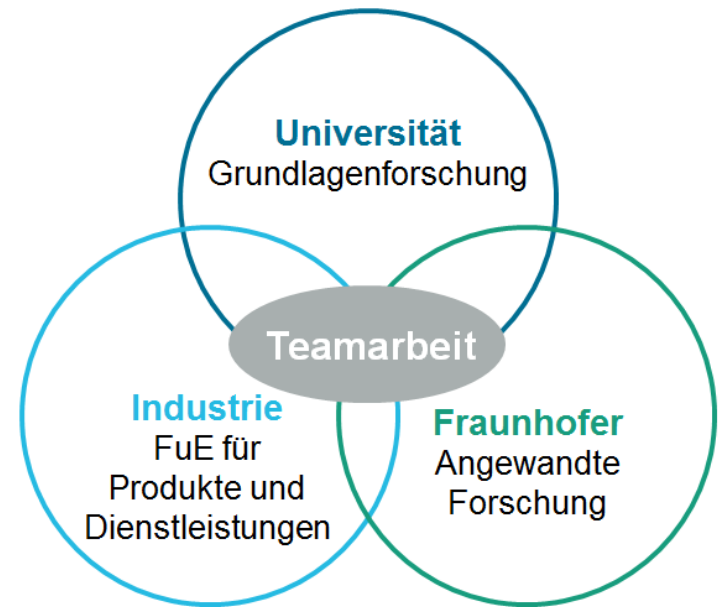 Universität
Grundlagenforschung
Teamarbeit
Industrie
FuE für
Produkte und
Dienstleistungen
Fraunhofer
Angewandte
Forschung